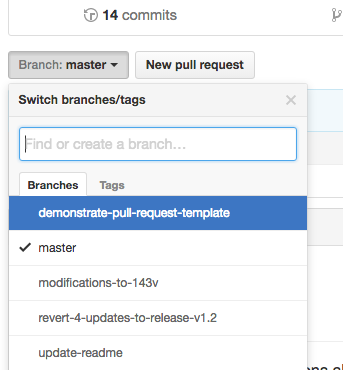 14 commits
Branch: master
New pull request
Switch branches/tags
Find or create a branch…
Branches
Tags
demonstrate-pull-request-template
master
modifications-to-143v
revert-4-updates-to-release-v1.2
update-readme